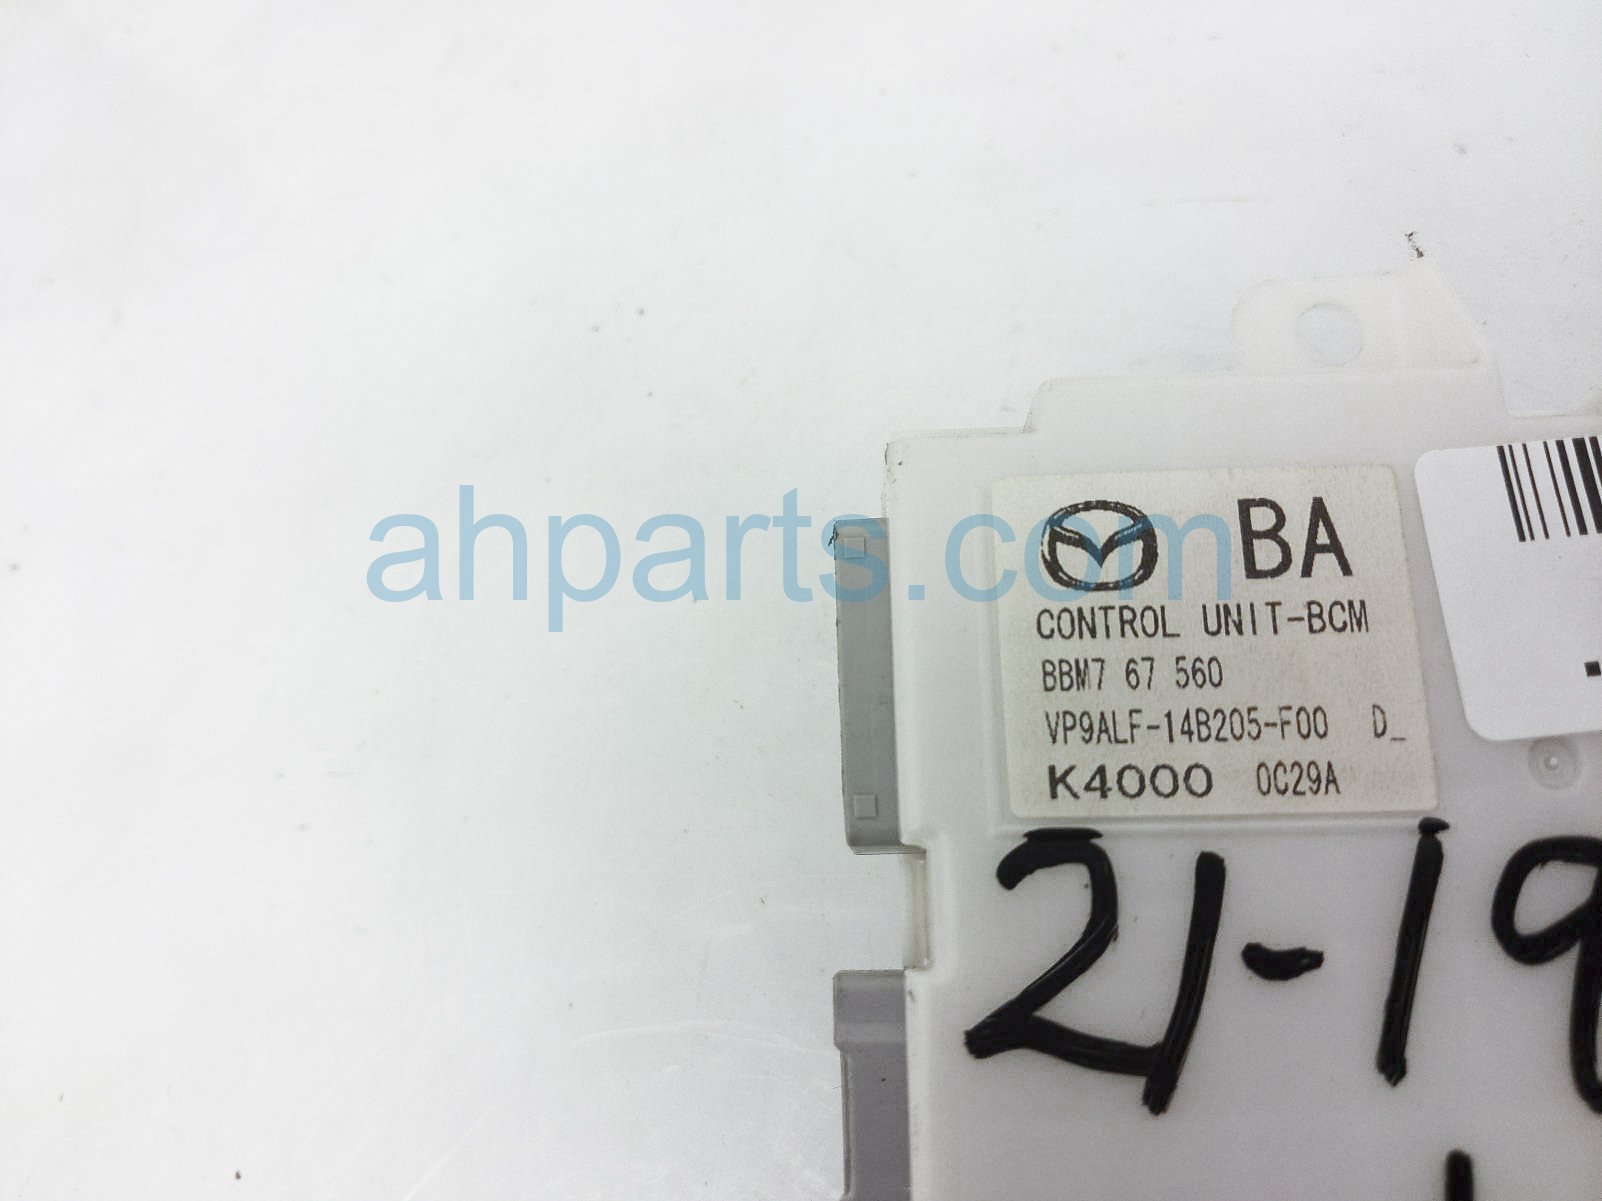 ahparts.com
BA
CONTROL UNIT-BCM
BBM7 67 560
VP9ALF-14B205-F00 D_
K4000 0C29A
21-19